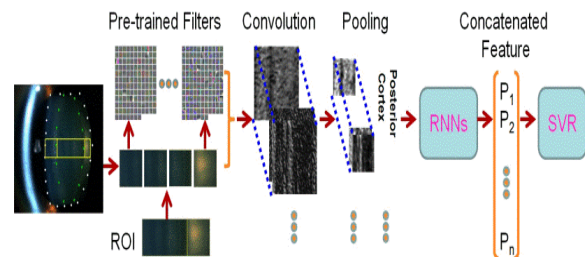 Pre-trained Filters
Convolution
Pooling
Concatenated
Feature
Posterior
Cortex
RNNs
P1
P2
Pn
SVR
ROI